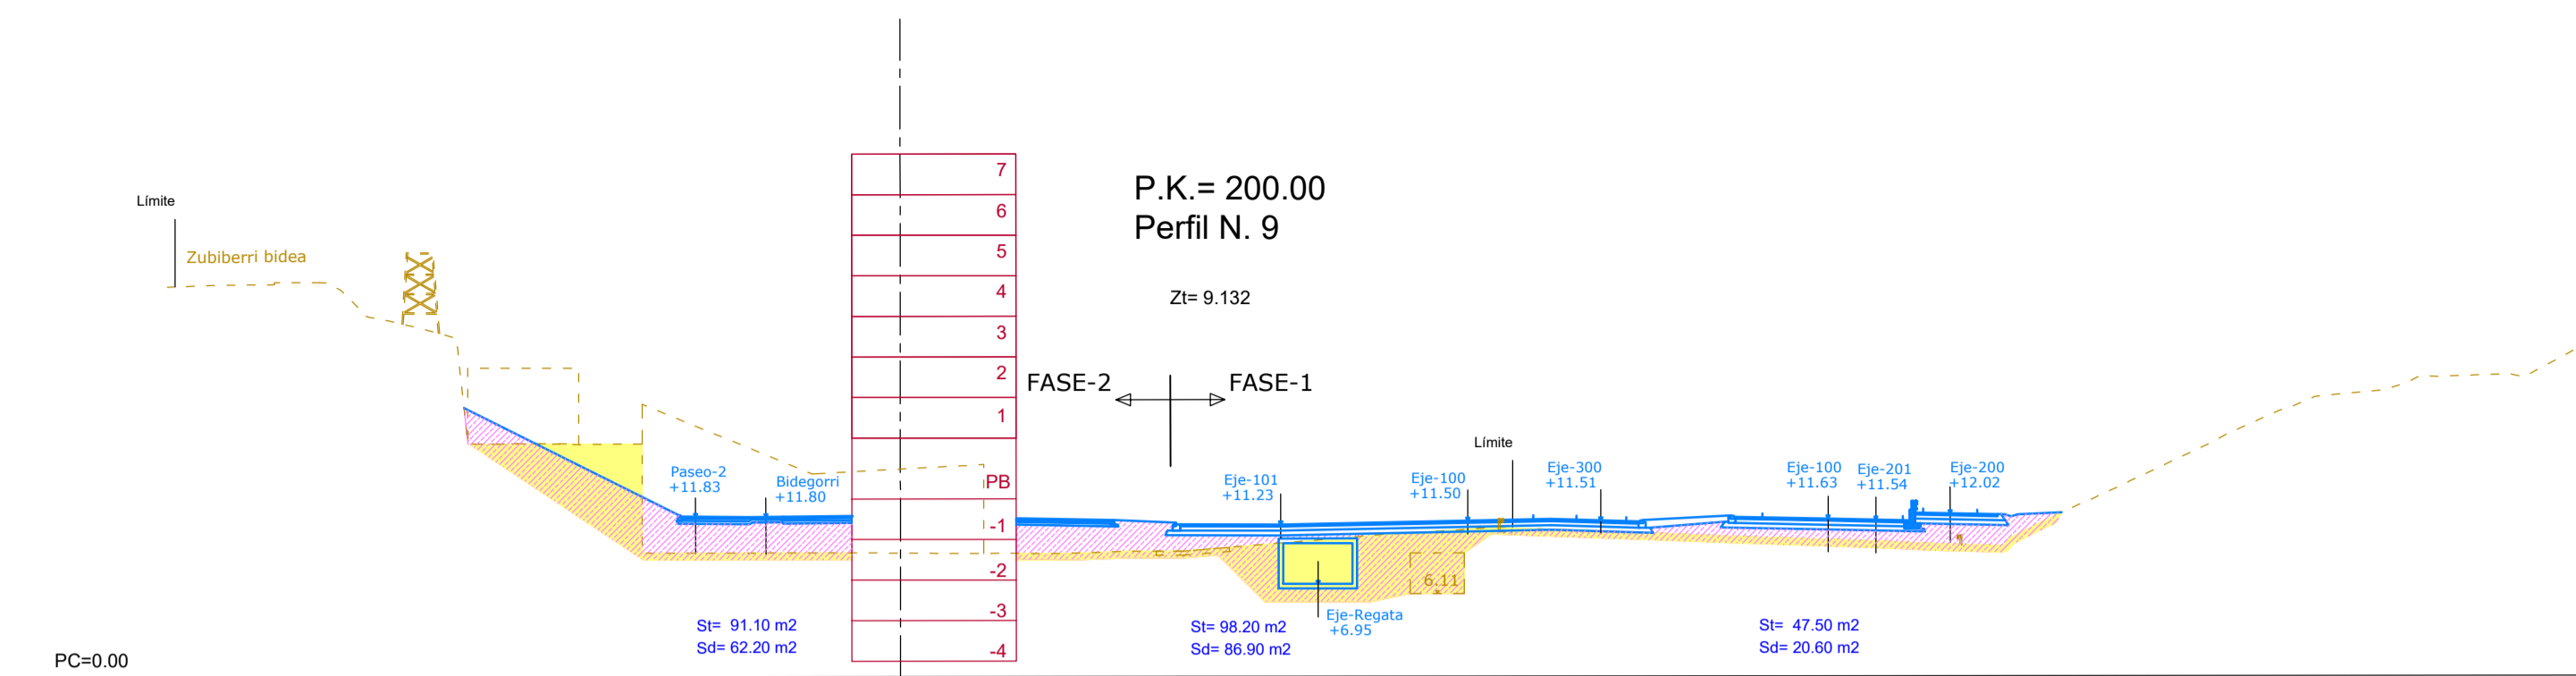 Límite
Zubiberri bidea
7
6
5
4
3
2
1
PB
-1
-2
-3
-4
P.K.= 200.00
Perfil N. 9
Zt= 9.132
FASE-2
FASE-1
Paseo-2
+11.83
Bidegorri
+11.80
Eje-101
+11.23
Eje-100
+11.50
Límite
Eje-300
+11.51
Eje-100
+11.63
Eje-201
+11.54
Eje-200
+12.02
6.11
Eje-Regata
+6.95
St= 91.10 m2
Sd= 62.20 m2
St= 98.20 m2
Sd= 86.90 m2
St= 47.50 m2
Sd= 20.60 m2
PC=0.00